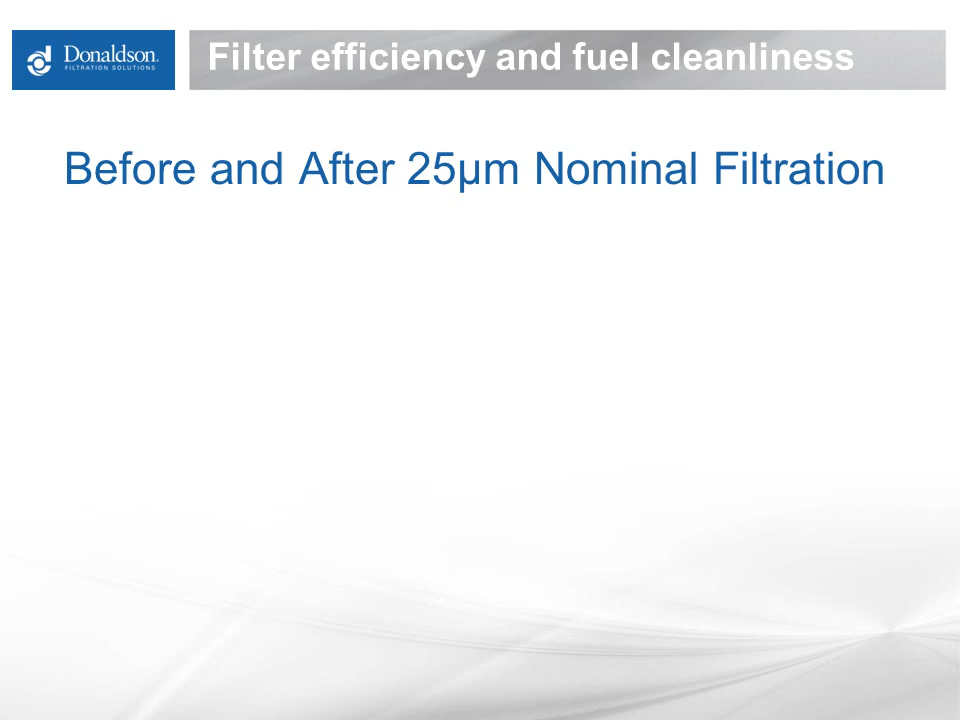 Donaldson.
FILTRATION SOLUTIONS
Filter efficiency and fuel cleanliness
Before and After 25µm Nominal Filtration